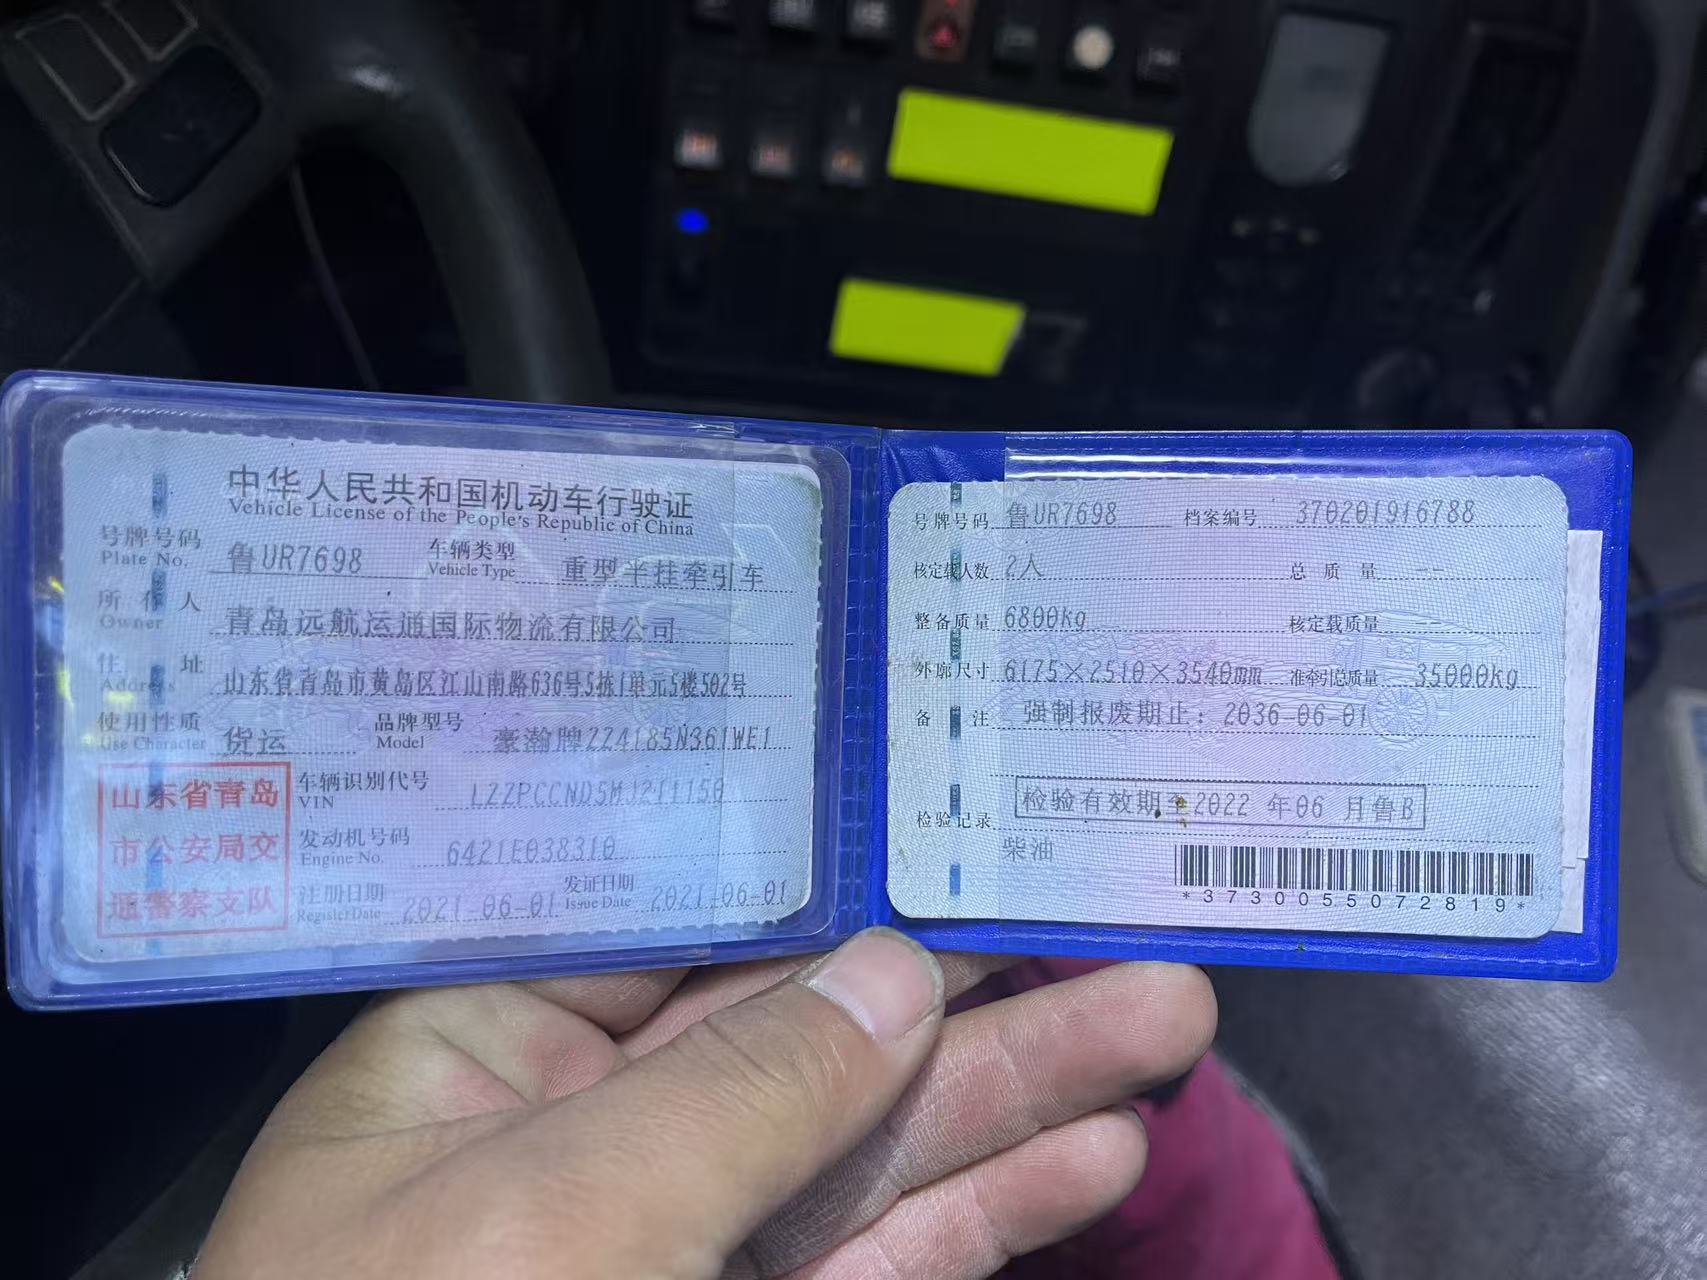 中华人民共和国机动车行驶证
Vehicle License of the People's Republic of China
号牌号码 鲁UR7698 车辆类型 重型半挂牵引车
Plate No. Vehicle Type
所有人 青岛远航运通国际物流有限公司
Owner
住址 山东省青岛市黄岛区江山南路636号5栋1单元5楼502号
Address
使用性质 货运 品牌型号 豪瀚牌ZZ4185N361WE1
Use Character Model
山东省青岛
市公安局交
通警察支队
车辆识别代号 LZZPCCND5MJ211150
VIN
发动机号码 6421E038310
Engine No.
注册日期 2021-06-01 发证日期 2021-06-01
Register Date Issue Date
号牌号码 鲁UR7698 档案编号 370201916788
核定载人数 2人 总质量 --
整备质量 6800kg 核定载质量 --
外廓尺寸 6175×2510×3540mm 准牵引总质量 35000kg
备注 强制报废期止：2036-06-01
检验记录 检验有效期至2022年06月鲁B
柴油
*3730055072819*